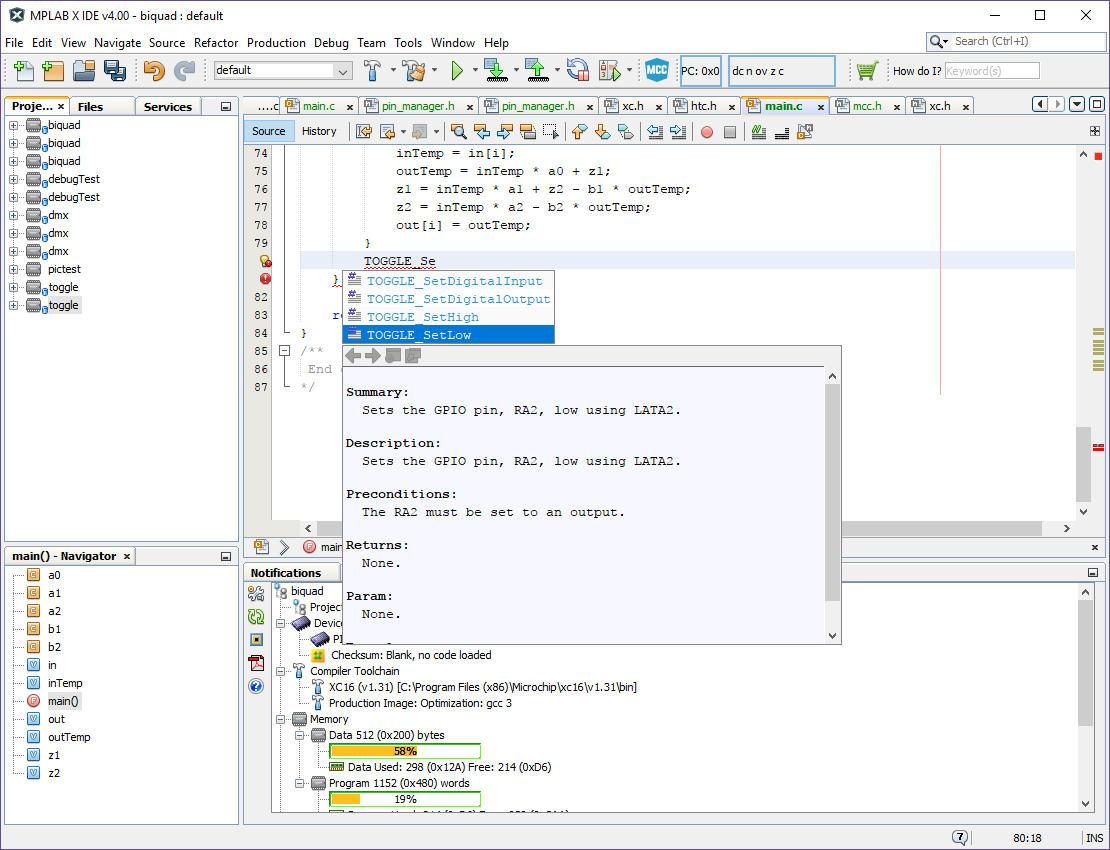 MPLAB X IDE v4.00 - biquad : default
File Edit View Navigate Source Refactor Production Debug Team Tools Window Help
Search (Ctrl+I)
default
MCC
PC: 0x0
dc n ov z c
How do I?
Keyword(s)
Proje... ×
Files
Services
biquad
biquad
biquad
debugTest
debugTest
dmx
dmx
dmx
pictest
toggle
toggle
main() - Navigator ×
a0
a1
a2
b1
b2
in
inTemp
main()
out
outTemp
z1
z2
....c main.c × pin_manager.h × pin_manager.h × xc.h × htc.h × main.c × mcc.h × xc.h ×
Source History
74 inTemp = in[i];
75 outTemp = inTemp * a0 + z1;
76 z1 = inTemp * a1 + z2 - b1 * outTemp;
77 z2 = inTemp * a2 - b2 * outTemp;
78 out[i] = outTemp;
79 }
TOGGLE_Se
}
82
83 re
84 }
85 /**
86 End
87 */
TOGGLE_SetDigitalInput
TOGGLE_SetDigitalOutput
TOGGLE_SetHigh
TOGGLE_SetLow
Summary:
Sets the GPIO pin, RA2, low using LATA2.
Description:
Sets the GPIO pin, RA2, low using LATA2.
Preconditions:
The RA2 must be set to an output.
Returns:
None.
Param:
None.
main
Notifications
biquad
Project
Device
PI
Checksum: Blank, no code loaded
Compiler Toolchain
XC16 (v1.31) [C:\Program Files (x86)\Microchip\xc16\v1.31\bin]
Production Image: Optimization: gcc 3
Memory
Data 512 (0x200) bytes
58%
Data Used: 298 (0x12A) Free: 214 (0xD6)
Program 1152 (0x480) words
19%
80:18
INS